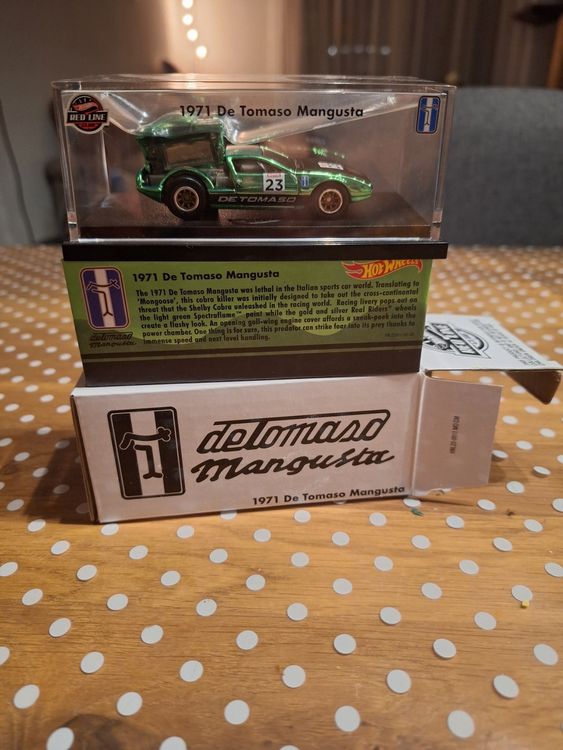 RED LINE
1971 De Tomaso Mangusta
23
DETOMASO
1971 De Tomaso Mangusta
HOT WHEELS
The 1971 De Tomaso Mangusta was lethal in the Italian sports car world. Translating to
'Mongoose', this cobra killer was initially designed to take out the cross-continental
threat that the Shelby Cobra unleashed in the racing world. Racing livery pops out on
the light green Spectraflame™ paint while the gold and silver Real Riders™ wheels
create a flashy look. An opening gull-wing engine cover affords a sneak-peek into the
power chamber. One thing is for sure, this predator can strike fear into its prey thanks to
immense speed and next level handling.
deTomaso
Mangusta
deTomaso
Mangusta
1971 De Tomaso Mangusta